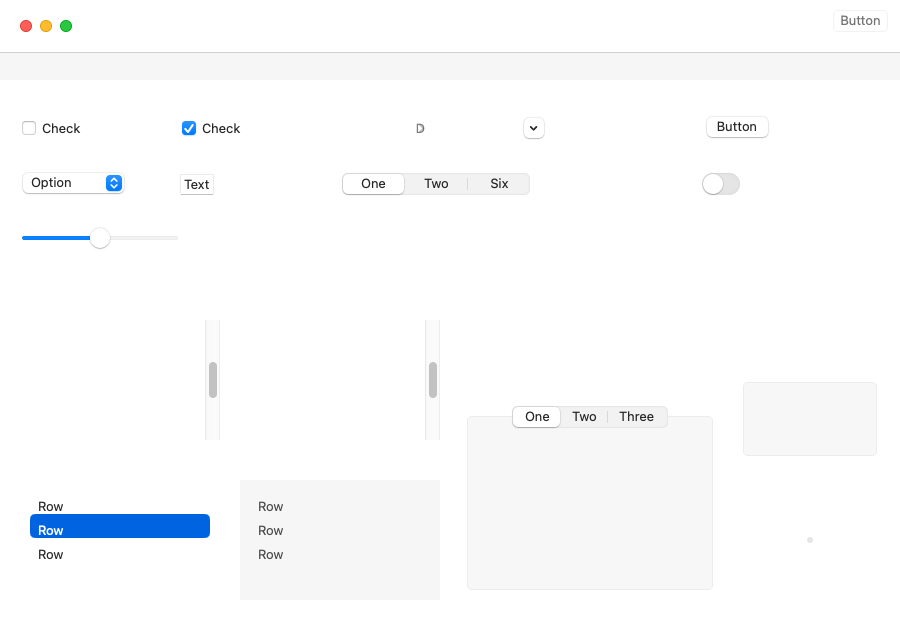 Button
Check
Check
D
Button
Option
Text
One
Two
Six
One
Two
Three
Row
Row
Row
Row
Row
Row